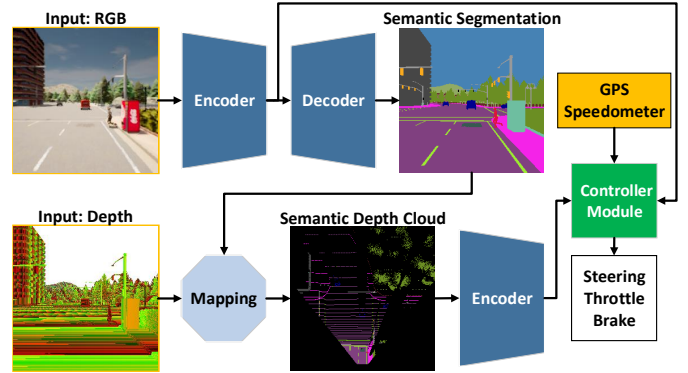 Input: RGB
Semantic Segmentation
Encoder
Decoder
GPS
Speedometer
Controller
Module
Input: Depth
Semantic Depth Cloud
Mapping
Encoder
Steering
Throttle
Brake